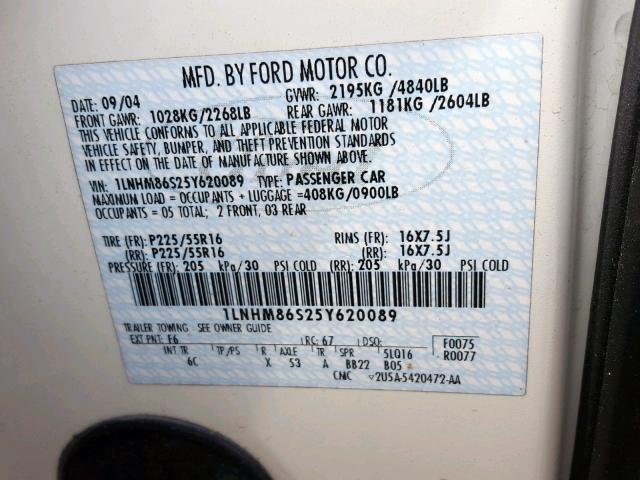 MFD. BY FORD MOTOR CO.
DATE: 09/04 GVWR: 2195KG /4840LB
FRONT GAWR: 1028KG/2268LB REAR GAWR: 1181KG /2604LB
THIS VEHICLE CONFORMS TO ALL APPLICABLE FEDERAL MOTOR
VEHICLE SAFETY, BUMPER, AND THEFT PREVENTION STANDARDS
IN EFFECT ON THE DATE OF MANUFACTURE SHOWN ABOVE.
VIN: 1LNHM86S25Y620089 TYPE: PASSENGER CAR
MAXIMUM LOAD = OCCUPANTS + LUGGAGE =408KG/0900LB
OCCUPANTS = 05 TOTAL; 2 FRONT, 03 REAR
TIRE (FR): P225/55R16 RIMS (FR): 16X7.5J
(RR): P225/55R16 (RR): 16X7.5J
PRESSURE (FR): 205 kPa/30 PSI COLD (RR): 205 kPa/30 PSI COLD
1LNHM86S25Y620089
TRAILER TOWING SEE OWNER GUIDE
EXT PNT: F6 RC: 67 DSO: F0075
INT TR TP/PS R AXLE TR SPR 5LQ16 R0077
6C X 53 A BB22 B05
CMC 2U5A-5420472-AA